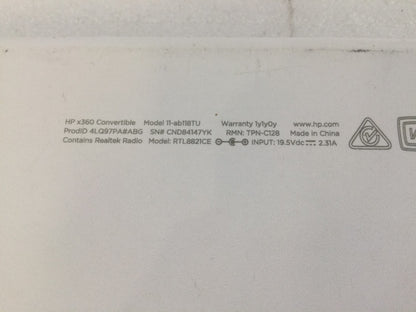 HP x360 Convertible Model 11-ab118TU Warranty 1y1y0y www.hp.com
ProdID 4LQ97PA#ABG SN# CND84147YK RMN: TPN-C128 Made in China
Contains Realtek Radio Model: RTL8821CE INPUT: 19.5Vdc⎓ 2.31A